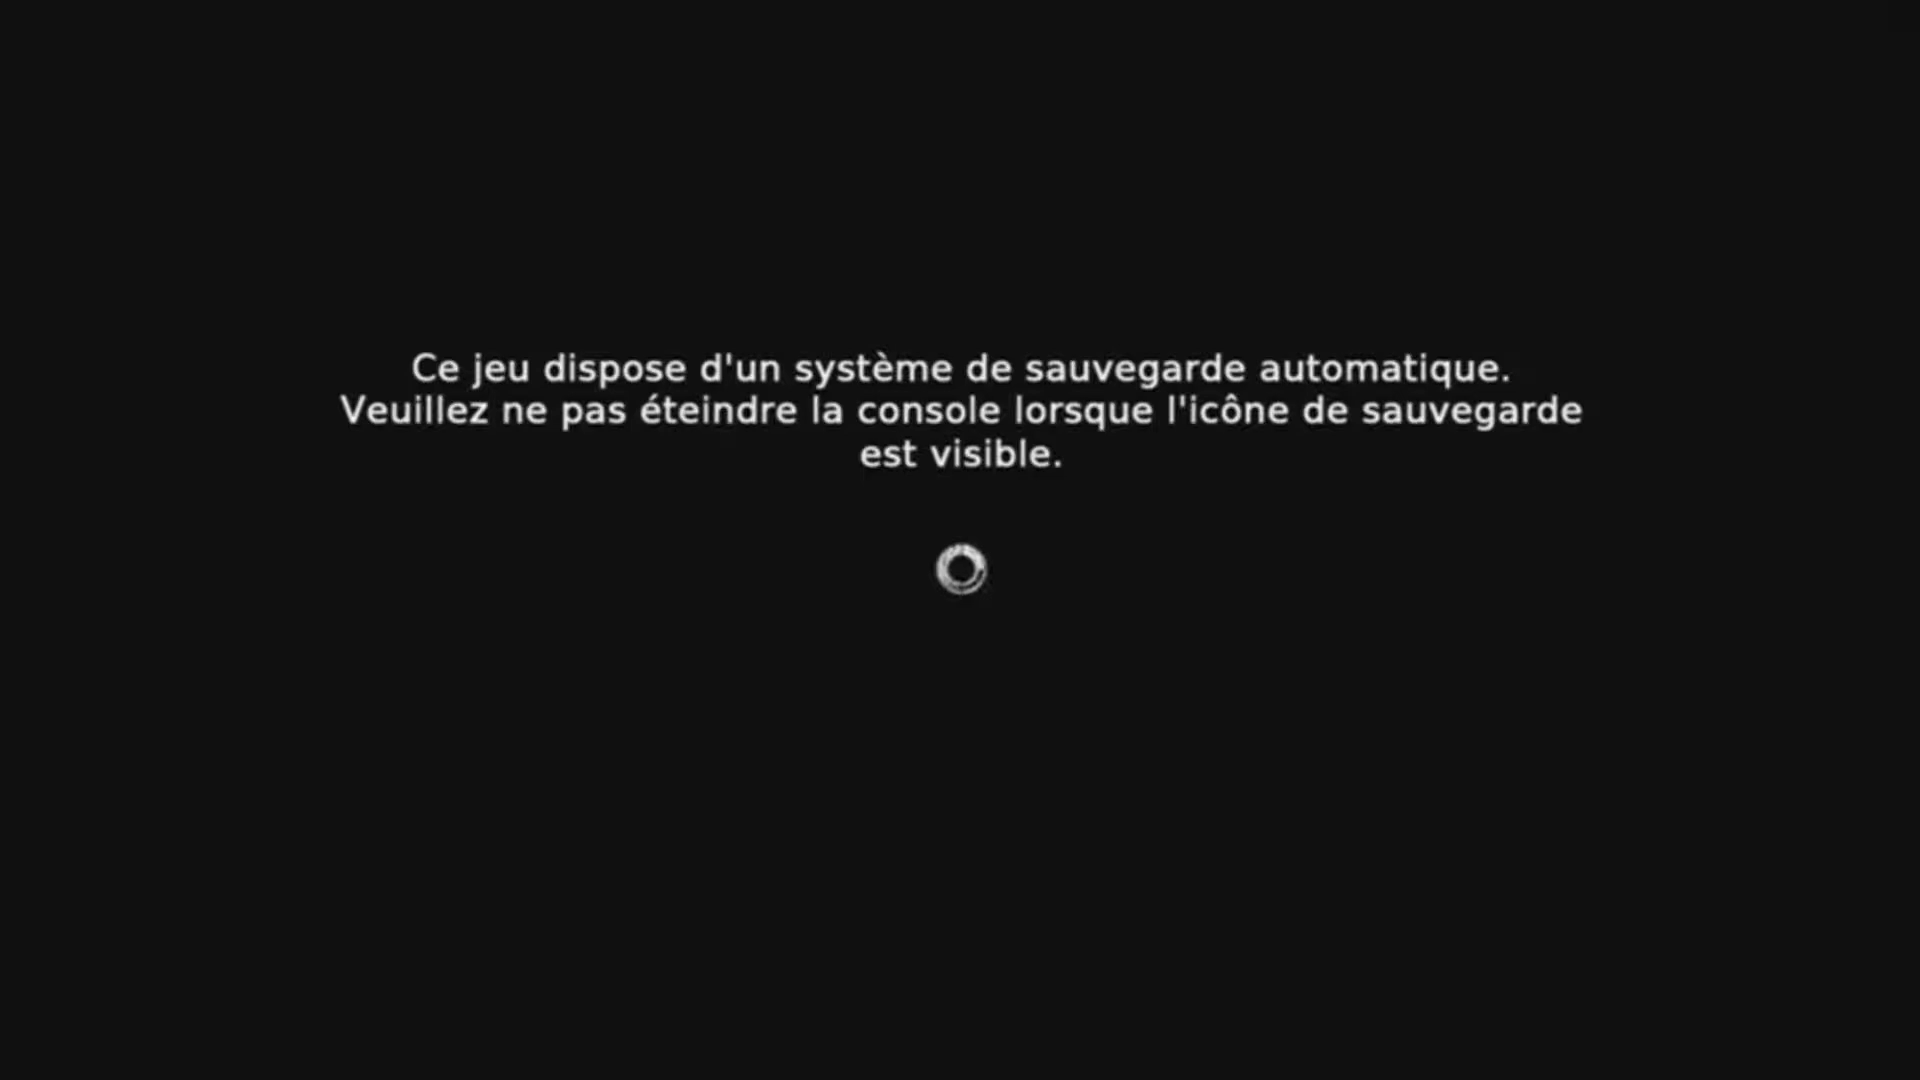 Ce jeu dispose d'un système de sauvegarde automatique.
Veuillez ne pas éteindre la console lorsque l'icône de sauvegarde
est visible.